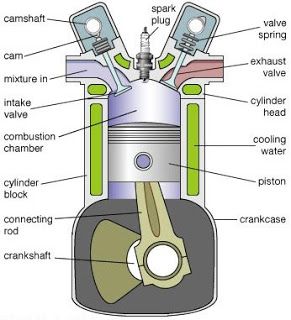 camshaft
cam
mixture in
intake
valve
combustion
chamber
cylinder
block
connecting
rod
crankshaft
spark
plug
valve
spring
exhaust
valve
cylinder
head
cooling
water
piston
crankcase